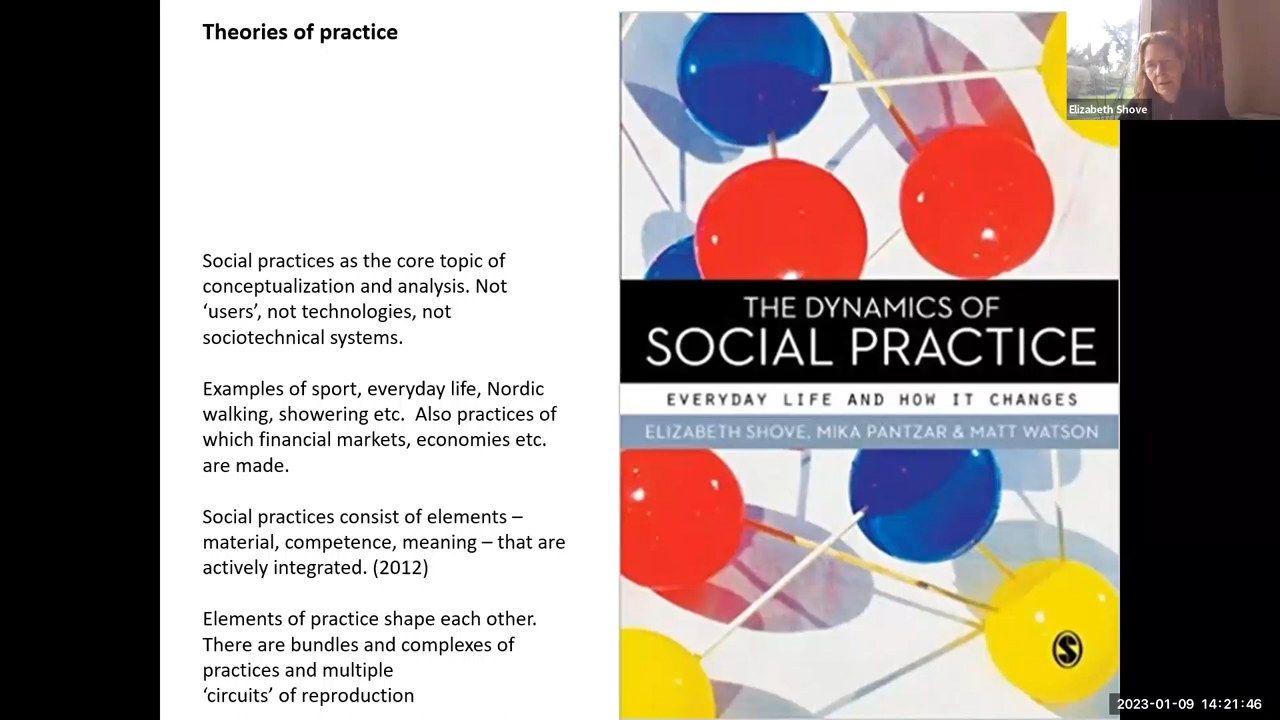 Theories of practice
Social practices as the core topic of
conceptualization and analysis. Not
‘users’, not technologies, not
sociotechnical systems.
Examples of sport, everyday life, Nordic
walking, showering etc.  Also practices of
which financial markets, economies etc.
are made.
Social practices consist of elements –
material, competence, meaning – that are
actively integrated. (2012)
Elements of practice shape each other.
There are bundles and complexes of
practices and multiple
‘circuits’ of reproduction
THE DYNAMICS OF
SOCIAL PRACTICE
EVERYDAY LIFE AND HOW IT CHANGES
ELIZABETH SHOVE, MIKA PANTZAR & MATT WATSON
S
Elizabeth Shove
2023-01-09 14:21:46